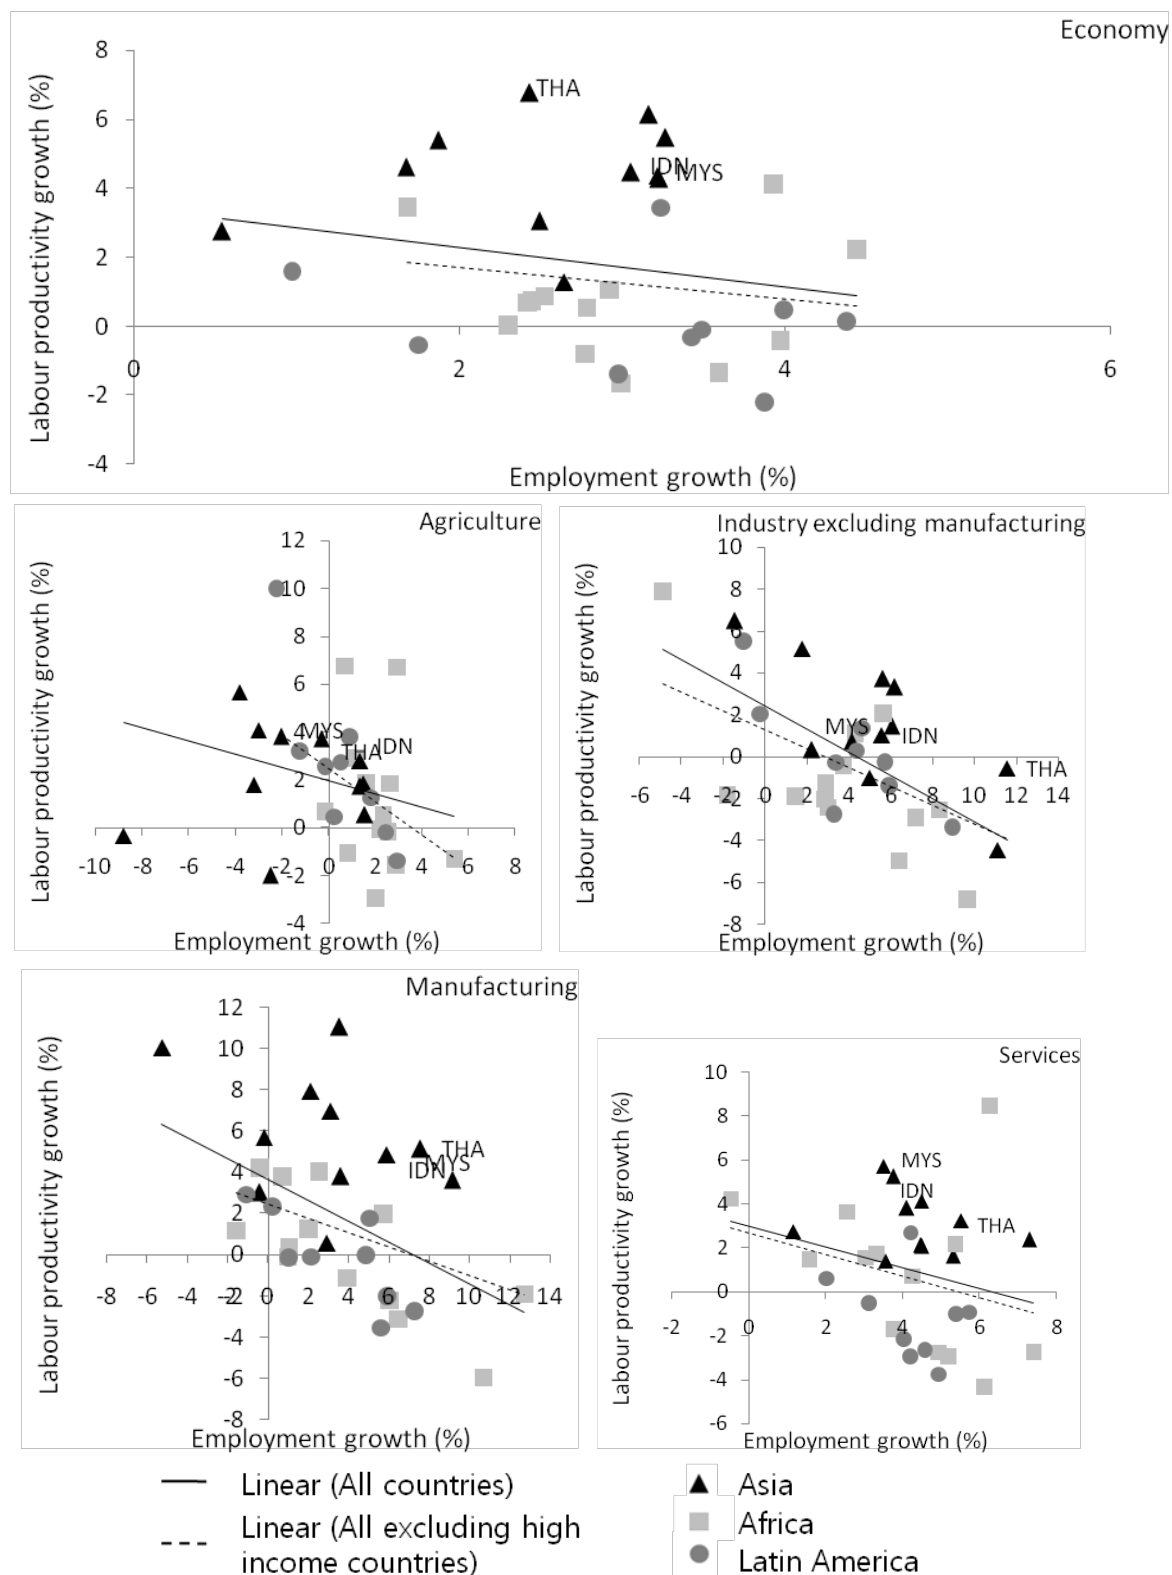 Economy
Labour productivity growth (%)
8
6
4
2
0
-2
-4
0
2
4
6
THA
IDN
MYS
Employment growth (%)
Agriculture
Labour productivity growth (%)
12
10
8
6
4
2
0
-2
-4
-10
-8
-6
-4
-2
0
2
4
6
8
MYS
THA
IDN
Employment growth (%)
Industry excluding manufacturing
Labour productivity growth (%)
10
8
6
4
2
0
-2
-4
-6
-8
-6
-4
-2
0
2
4
6
8
10
12
14
MYS
IDN
THA
Employment growth (%)
Manufacturing
Labour productivity growth (%)
12
10
8
6
4
2
0
-2
-4
-6
-8
-8
-6
-4
-2
0
2
4
6
8
10
12
14
THA
MYS
IDN
Employment growth (%)
Services
Labour productivity growth (%)
10
8
6
4
2
0
-2
-4
-6
-2
0
2
4
6
8
MYS
IDN
THA
Employment growth (%)
Linear (All countries)
Linear (All excluding high
income countries)
Asia
Africa
Latin America